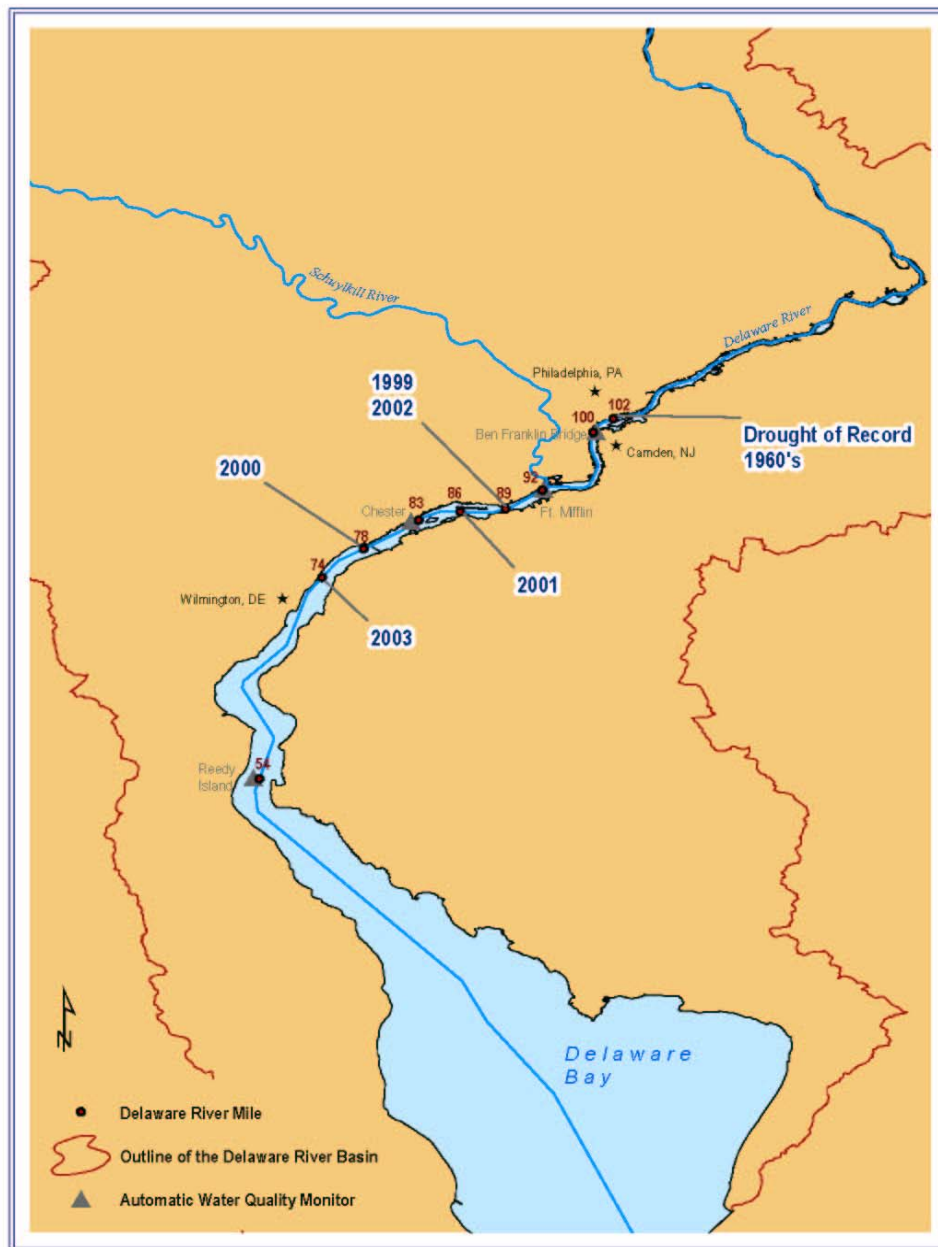 Schuylkill River
Delaware River
Philadelphia, PA
1999
2002
102
100
Ben Franklin Bridge
Drought of Record
1960's
Camden, NJ
2000
92
89
86
83
Chester
Ft. Mifflin
78
2001
74
Wilmington, DE
2003
54
Reedy
Island
Delaware
Bay
N
Delaware River Mile
Outline of the Delaware River Basin
Automatic Water Quality Monitor